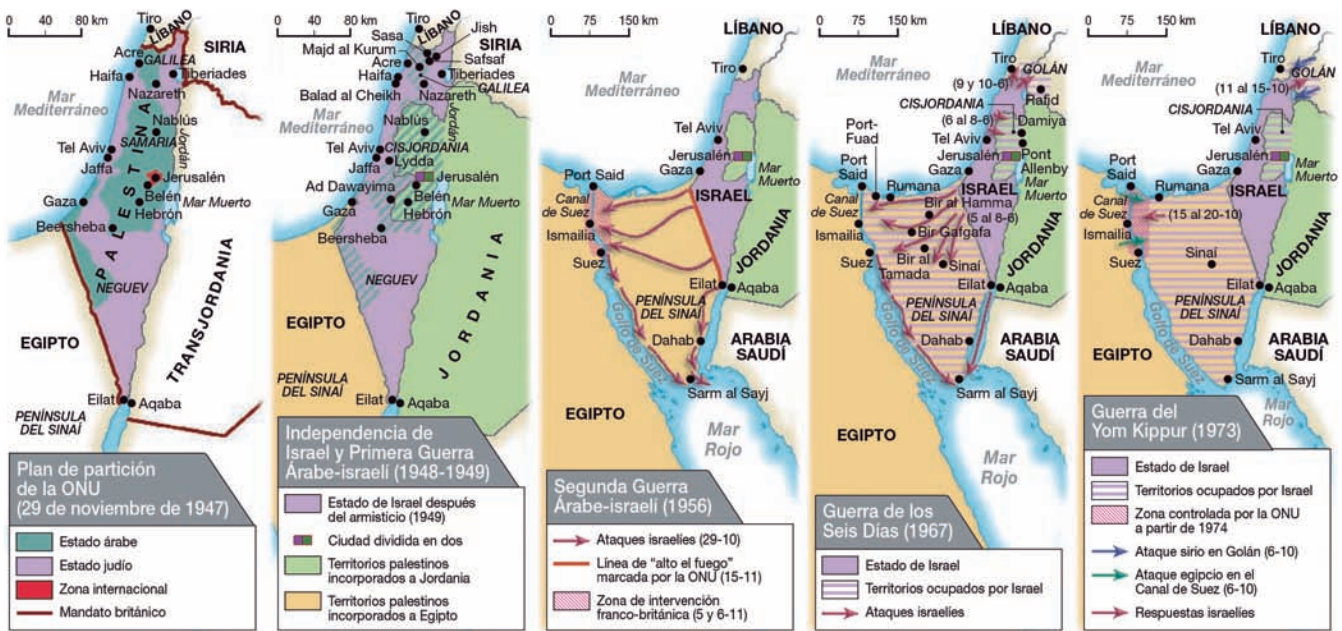 0 40 80 km
Tiro
LÍBANO
Acre
GALILEA
SIRIA
Haifa
Tiberiades
Nazareth
Mar
Mediterráneo
Nablús
SAMARIA
Jordán
PALESTINA
Tel Aviv
Jaffa
Jerusalén
Belén
Gaza
Hebrón
Mar Muerto
Beersheba
NEGUEV
EGIPTO
TRANSJORDANIA
Eilat
Aqaba
PENÍNSULA
DEL SINAÍ
Plan de partición
de la ONU
(29 de noviembre de 1947)
Estado árabe
Estado judío
Zona internacional
Mandato británico
0 40 80 km
Tiro
LÍBANO
Sasa
Jish
Majd al Kurum
SIRIA
Acre
Safsaf
Haifa
Tiberiades
Balad al Cheikh
Nazareth
GALILEA
Mar
Mediterráneo
Nablús
Jordán
Tel Aviv
CISJORDANIA
Jaffa
Lydda
Jerusalén
Ad Dawayima
Belén
Gaza
Hebrón
Mar Muerto
Beersheba
NEGUEV
EGIPTO
JORDANIA
PENÍNSULA
DEL SINAÍ
Eilat
Aqaba
Independencia de
Israel y Primera Guerra
Árabe-israelí (1948-1949)
Estado de Israel después
del armisticio (1949)
Ciudad dividida en dos
Territorios palestinos
incorporados a Jordania
Territorios palestinos
incorporados a Egipto
0 75 150 km
LÍBANO
Tiro
Mar
Mediterráneo
Tel Aviv
Jerusalén
Port Said
Gaza
Mar
Muerto
ISRAEL
Canal
de Suez
Ismailia
Suez
JORDANIA
Eilat
Aqaba
PENÍNSULA
DEL SINAÍ
Golfo de Suez
Dahab
ARABIA
SAUDÍ
Sarm al Sayj
EGIPTO
Mar
Rojo
Segunda Guerra
Árabe-israelí (1956)
Ataques israelíes (29-10)
Línea de "alto el fuego"
marcada por la ONU (15-11)
Zona de intervención
franco-británica (5 y 6-11)
0 75 150 km
LÍBANO
Tiro
GOLÁN
(9 y 10-6)
Mar
Mediterráneo
Rafid
CISJORDANIA
(6 al 8-6)
Damiya
Tel Aviv
Port-
Fuad
Jerusalén
Pont
Allenby
Port
Said
Gaza
Mar
Muerto
Rumana
ISRAEL
Canal
de Suez
Bir al Hamma
(5 al 8-6)
Ismailia
Bir Gafgafa
Suez
Bir al
Tamada
Sinaí
JORDANIA
Eilat
Aqaba
PENÍNSULA
DEL SINAÍ
Golfo de Suez
Dahab
ARABIA
SAUDÍ
Sarm al Sayj
EGIPTO
Mar
Rojo
Guerra de los
Seis Días (1967)
Estado de Israel
Territorios ocupados por Israel
Ataques israelíes
0 75 150 km
LÍBANO
Tiro
GOLÁN
(11 al 15-10)
Mar
Mediterráneo
CISJORDANIA
Tel Aviv
Jerusalén
Port
Said
Gaza
Mar
Muerto
Rumana
ISRAEL
Canal
de Suez
(15 al 20-10)
Ismailia
Suez
Sinaí
JORDANIA
Eilat
Aqaba
PENÍNSULA
DEL SINAÍ
Golfo de Suez
Dahab
ARABIA
SAUDÍ
Sarm al Sayj
EGIPTO
Mar
Rojo
Guerra del
Yom Kippur (1973)
Estado de Israel
Territorios ocupados por Israel
Zona controlada por la ONU
a partir de 1974
Ataque sirio en Golán (6-10)
Ataque egipcio en el
Canal de Suez (6-10)
Respuestas israelíes